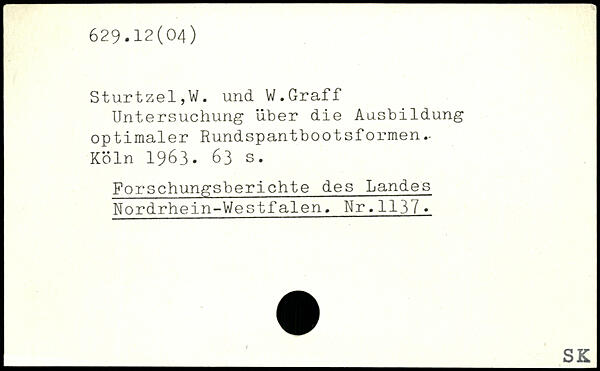 629.12(04)
Sturtzel,W. und W.Graff
Untersuchung über die Ausbildung
optimaler Rundspantbootsformen.
Köln 1963. 63 s.
Forschungsberichte des Landes
Nordrhein-Westfalen. Nr.1137.
SK